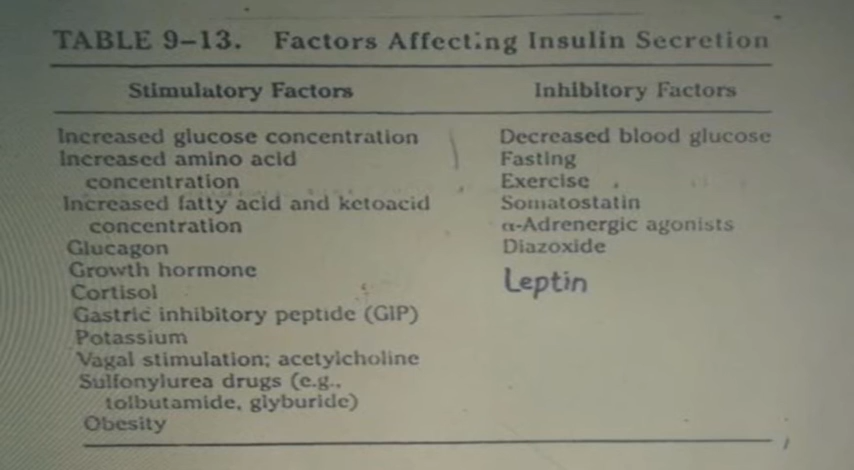 TABLE 9–13. Factors Affecting Insulin Secretion
Stimulatory Factors
Increased glucose concentration
Increased amino acid
concentration
Increased fatty acid and ketoacid
concentration
Glucagon
Growth hormone
Cortisol
Gastric inhibitory peptide (GIP)
Potassium
Vagal stimulation; acetylcholine
Sulfonylurea drugs (e.g.,
tolbutamide, glyburide)
Obesity
Inhibitory Factors
Decreased blood glucose
Fasting
Exercise
Somatostatin
α-Adrenergic agonists
Diazoxide
Leptin